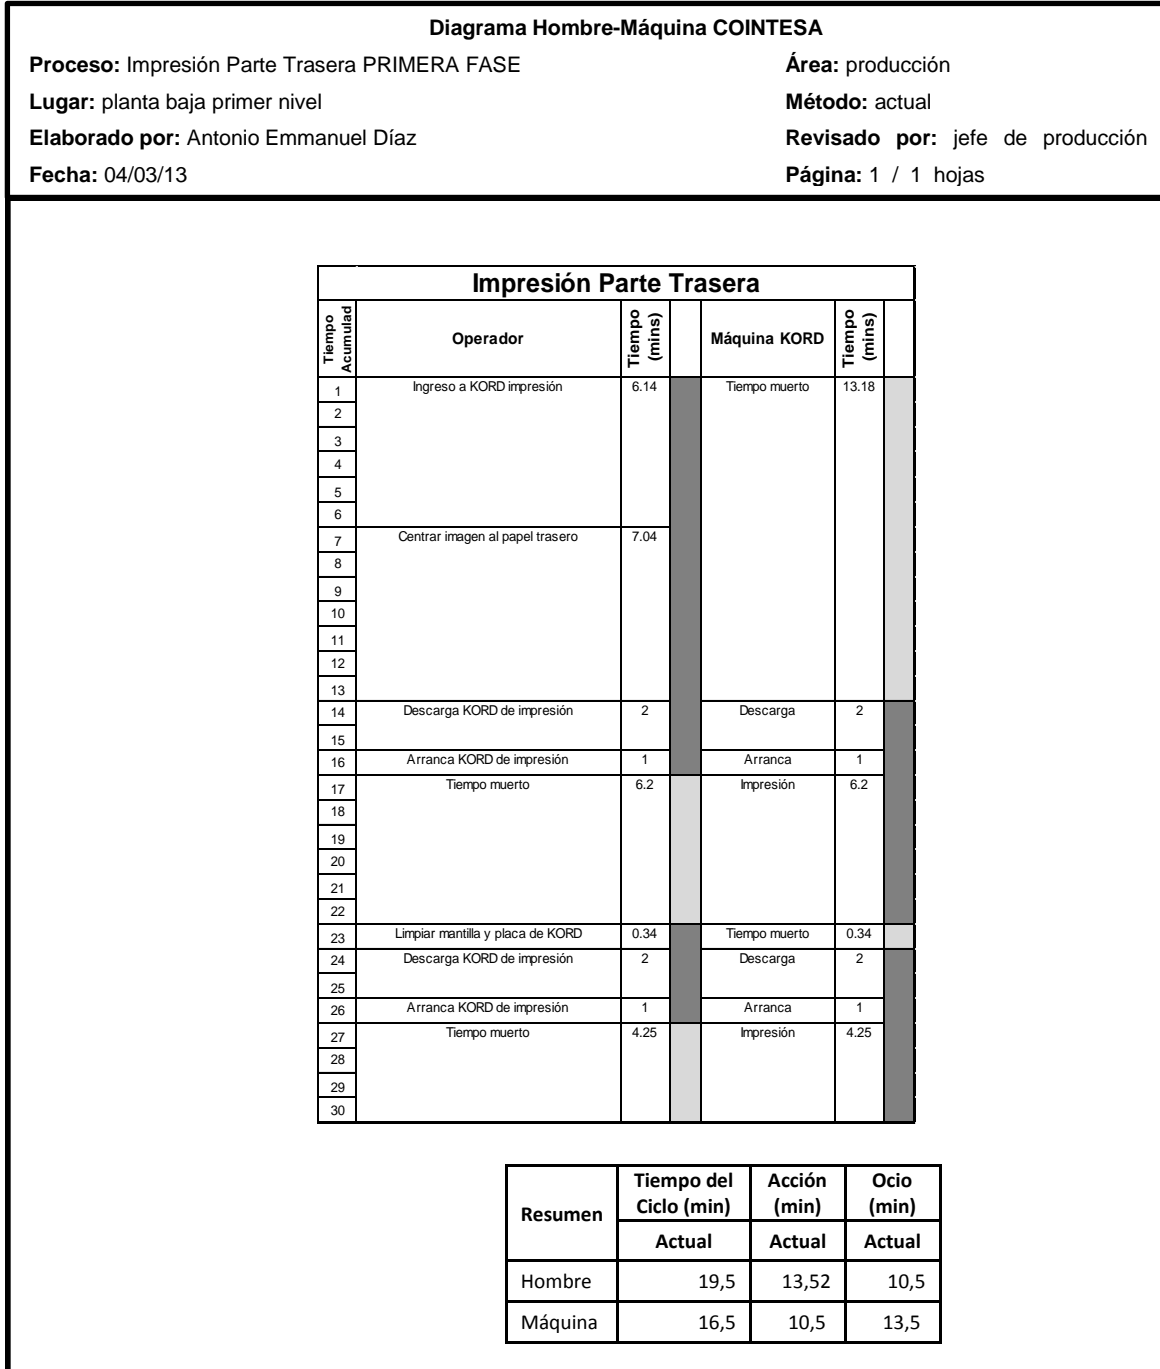 Diagrama Hombre-Máquina COINTESA
Proceso: Impresión Parte Trasera PRIMERA FASE Área: producción
Lugar: planta baja primer nivel Método: actual
Elaborado por: Antonio Emmanuel Díaz Revisado por: jefe de producción
Fecha: 04/03/13 Página: 1 / 1 hojas
Impresión Parte Trasera
Tiempo Acumulad Operador Tiempo (mins) Máquina KORD Tiempo (mins)
1 Ingreso a KORD impresión 6.14 Tiempo muerto 13.18
2
3
4
5
6
7 Centrar imagen al papel trasero 7.04
8
9
10
11
12
13
14 Descarga KORD de impresión 2 Descarga 2
15
16 Arranca KORD de impresión 1 Arranca 1
17 Tiempo muerto 6.2 Impresión 6.2
18
19
20
21
22
23 Limpiar mantilla y placa de KORD 0.34 Tiempo muerto 0.34
24 Descarga KORD de impresión 2 Descarga 2
25
26 Arranca KORD de impresión 1 Arranca 1
27 Tiempo muerto 4.25 Impresión 4.25
28
29
30
Resumen Tiempo del Ciclo (min) Acción (min) Ocio (min)
Actual Actual Actual
Hombre 19,5 13,52 10,5
Máquina 16,5 10,5 13,5